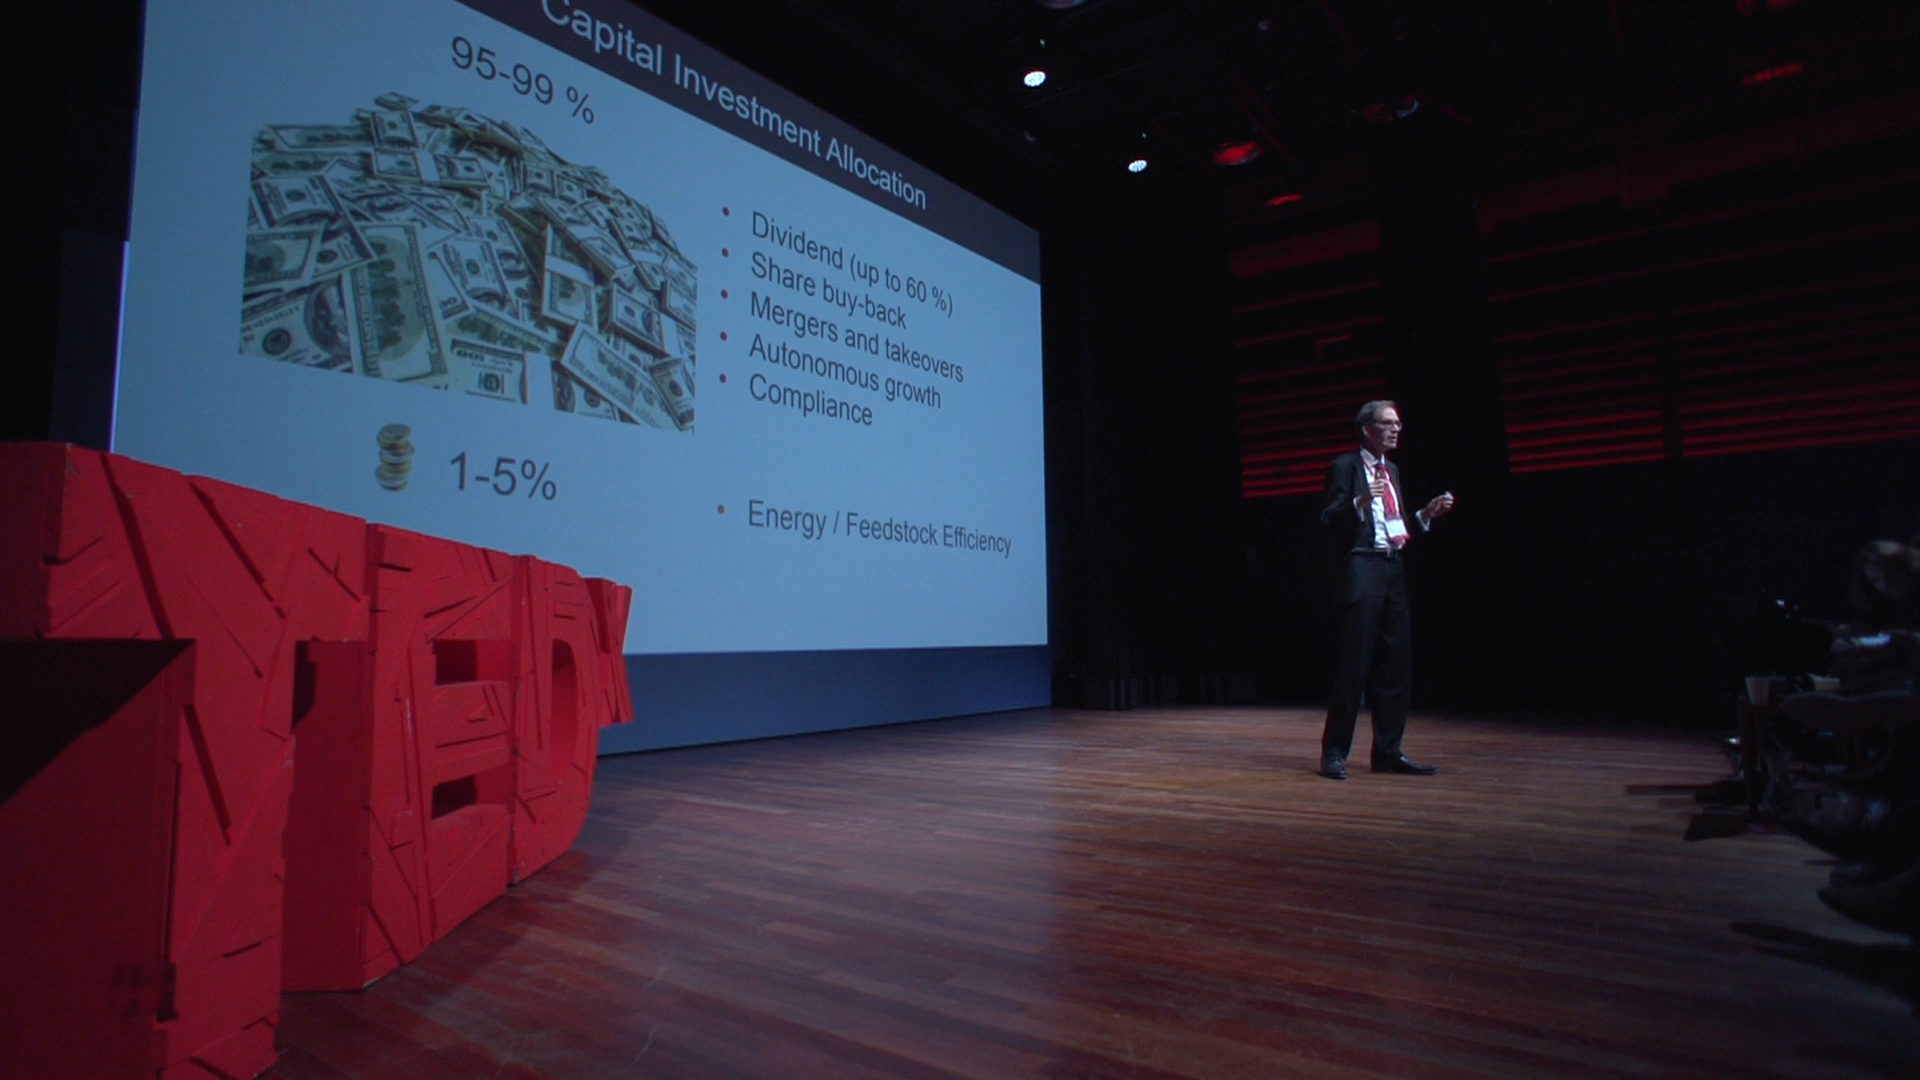 Capital Investment Allocation
95-99 %
• Dividend (up to 60 %)
• Share buy-back
• Mergers and takeovers
• Autonomous growth
• Compliance
1-5%
• Energy / Feedstock Efficiency
TEDx